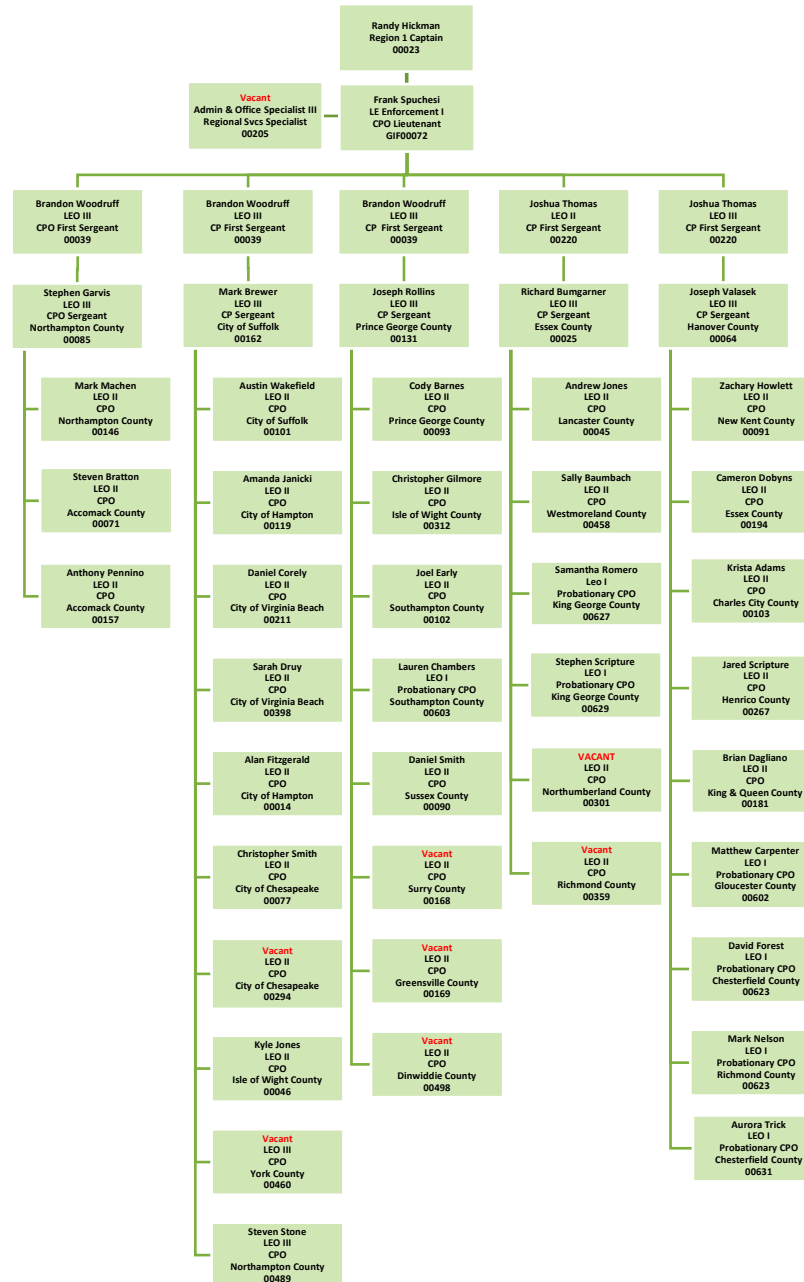 Randy Hickman
Region 1 Captain
00023
Vacant
Admin & Office Specialist III
Regional Svcs Specialist
00205
Frank Spuchesi
LE Enforcement I
CPO Lieutenant
GIF00072
Brandon Woodruff
LEO III
CPO First Sergeant
00039
Brandon Woodruff
LEO III
CP First Sergeant
00039
Brandon Woodruff
LEO III
CP First Sergeant
00039
Joshua Thomas
LEO II
CP First Sergeant
00220
Joshua Thomas
LEO III
CP First Sergeant
00220
Stephen Garvis
LEO III
CPO Sergeant
Northampton County
00085
Mark Brewer
LEO III
CP Sergeant
City of Suffolk
00162
Joseph Rollins
LEO III
CP Sergeant
Prince George County
00131
Richard Bumgarner
LEO III
CP Sergeant
Essex County
00025
Joseph Valasek
LEO III
CP Sergeant
Hanover County
00064
Mark Machen
LEO II
CPO
Northampton County
00146
Steven Bratton
LEO II
CPO
Accomack County
00071
Anthony Pennino
LEO II
CPO
Accomack County
00157
Austin Wakefield
LEO II
CPO
City of Suffolk
00101
Amanda Janicki
LEO II
CPO
City of Hampton
00119
Daniel Corely
LEO II
CPO
City of Virginia Beach
00211
Sarah Druy
LEO II
CPO
City of Virginia Beach
00398
Alan Fitzgerald
LEO II
CPO
City of Hampton
00014
Christopher Smith
LEO II
CPO
City of Chesapeake
00077
Vacant
LEO II
CPO
City of Chesapeake
00294
Kyle Jones
LEO II
CPO
Isle of Wight County
00046
Vacant
LEO III
CPO
York County
00460
Steven Stone
LEO III
CPO
Northampton County
00489
Cody Barnes
LEO II
CPO
Prince George County
00093
Christopher Gilmore
LEO II
CPO
Isle of Wight County
00312
Joel Early
LEO II
CPO
Southampton County
00102
Lauren Chambers
LEO I
Probationary CPO
Southampton County
00603
Daniel Smith
LEO II
CPO
Sussex County
00090
Vacant
LEO II
CPO
Surry County
00168
Vacant
LEO II
CPO
Greensville County
00169
Vacant
LEO II
CPO
Dinwiddie County
00498
Andrew Jones
LEO II
CPO
Lancaster County
00045
Sally Baumbach
LEO II
CPO
Westmoreland County
00458
Samantha Romero
Leo I
Probationary CPO
King George County
00627
Stephen Scripture
LEO I
Probationary CPO
King George County
00629
VACANT
LEO II
CPO
Northumberland County
00301
Vacant
LEO II
CPO
Richmond County
00359
Zachary Howlett
LEO II
CPO
New Kent County
00091
Cameron Dobyns
LEO II
CPO
Essex County
00194
Krista Adams
LEO II
CPO
Charles City County
00103
Jared Scripture
LEO II
CPO
Henrico County
00267
Brian Dagliano
LEO II
CPO
King & Queen County
00181
Matthew Carpenter
LEO I
Probationary CPO
Gloucester County
00602
David Forest
LEO I
Probationary CPO
Chesterfield County
00623
Mark Nelson
LEO I
Probationary CPO
Richmond County
00623
Aurora Trick
LEO I
Probationary CPO
Chesterfield County
00631